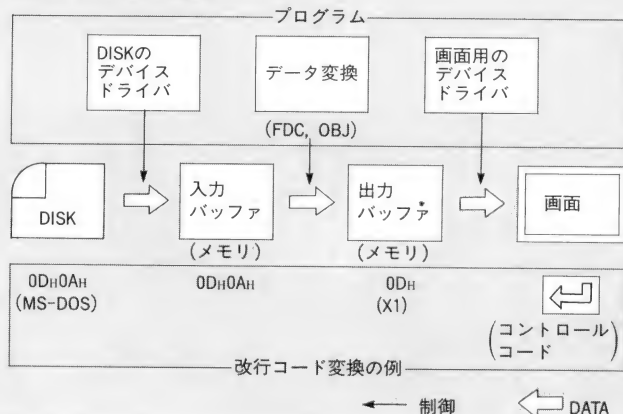 プログラム
DISKの
デバイス
ドライバ
データ変換
(FDC, OBJ)
画面用の
デバイス
ドライバ
DISK
入力
バッファ
(メモリ)
出力
バッファ
(メモリ)
画面
0DH0AH
(MS-DOS)
0DH0AH
0DH
(X1)
(コントロール
コード)
改行コード変換の例
制御
DATA